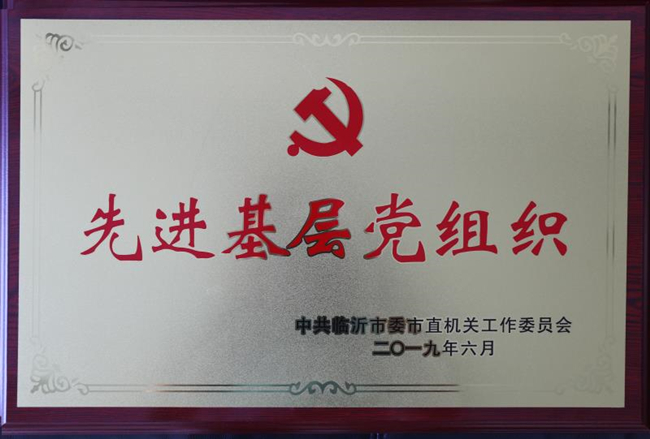 先进基层党组织
中共临沂市委市直机关工作委员会
二〇一九年六月